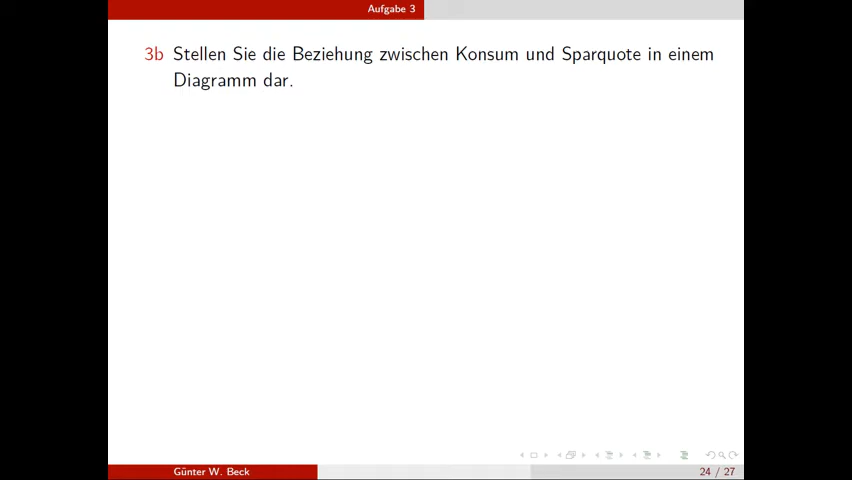 Aufgabe 3
3b Stellen Sie die Beziehung zwischen Konsum und Sparquote in einem
Diagramm dar.
Günter W. Beck
24 / 27